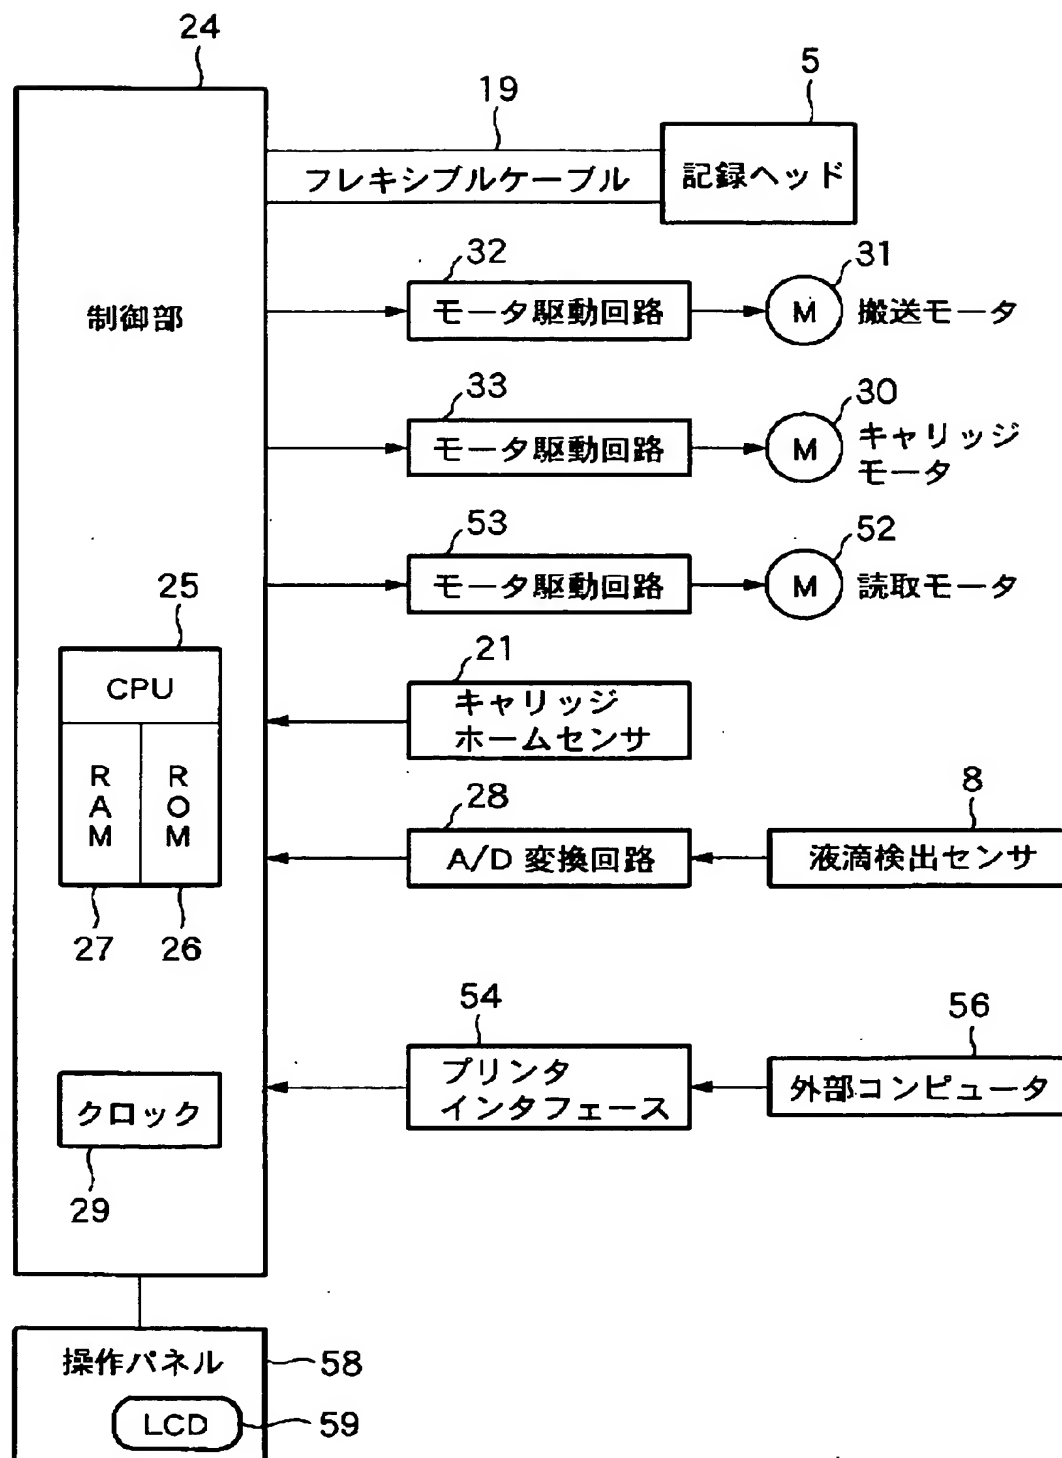 24
5
19
フレキシブルケーブル
記録ヘッド
32
31
制御部
モータ駆動回路
M
搬送モータ
33
30
モータ駆動回路
M
キャリッジ
モータ
53
52
モータ駆動回路
M
読取モータ
25
CPU
RAM
ROM
27
26
21
キャリッジ
ホームセンサ
28
8
A/D 変換回路
液滴検出センサ
54
56
プリンタ
インタフェース
外部コンピュータ
クロック
29
操作パネル
58
LCD
59